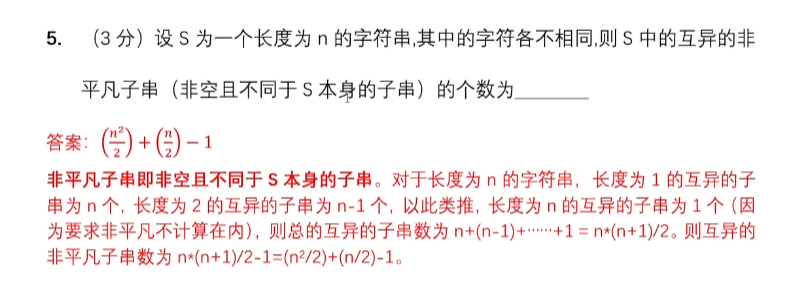 5. （3 分）设 S 为一个长度为 n 的字符串,其中的字符各不相同,则 S 中的互异的非
平凡子串（非空且不同于 S 本身的子串）的个数为________
答案：(n²/2)+(n/2)−1
非平凡子串即非空且不同于 S 本身的子串。对于长度为 n 的字符串，长度为 1 的互异的子
串为 n 个，长度为 2 的互异的子串为 n-1 个，以此类推，长度为 n 的互异的子串为 1 个（因
为要求非平凡不计算在内），则总的互异的子串数为 n+(n-1)+……+1 = n*(n+1)/2。则互异的
非平凡子串数为 n*(n+1)/2-1=(n²/2)+(n/2)-1。